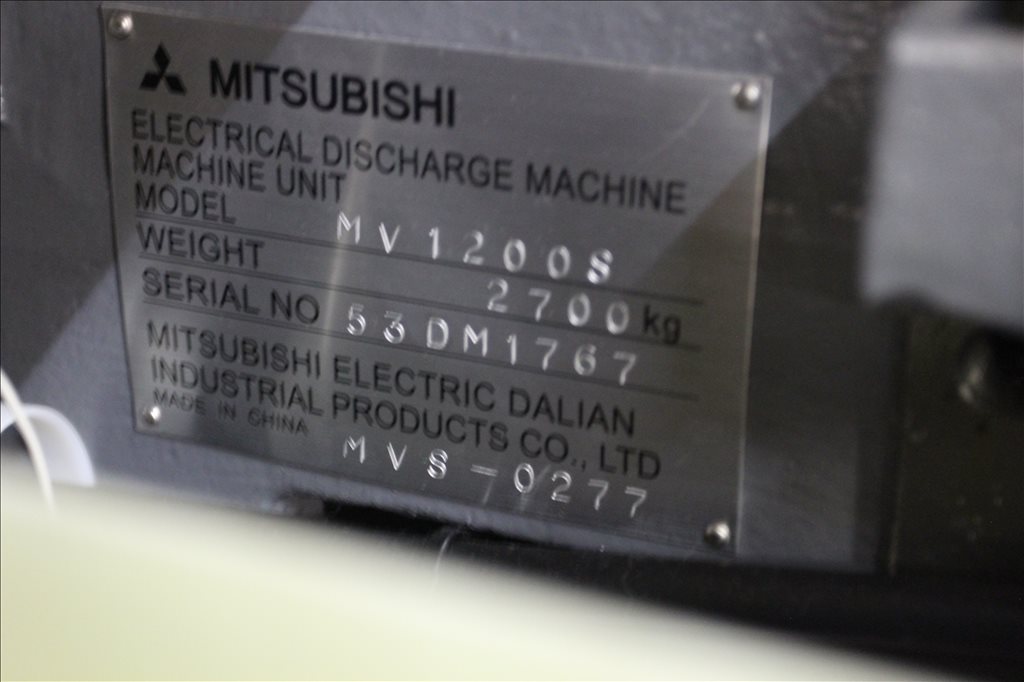 MITSUBISHI
ELECTRICAL DISCHARGE MACHINE
MACHINE UNIT
MODEL MV1200S
WEIGHT 2700kg
SERIAL NO 53DM1767
MITSUBISHI ELECTRIC DALIAN
INDUSTRIAL PRODUCTS CO., LTD
MADE IN CHINA MVS-0277